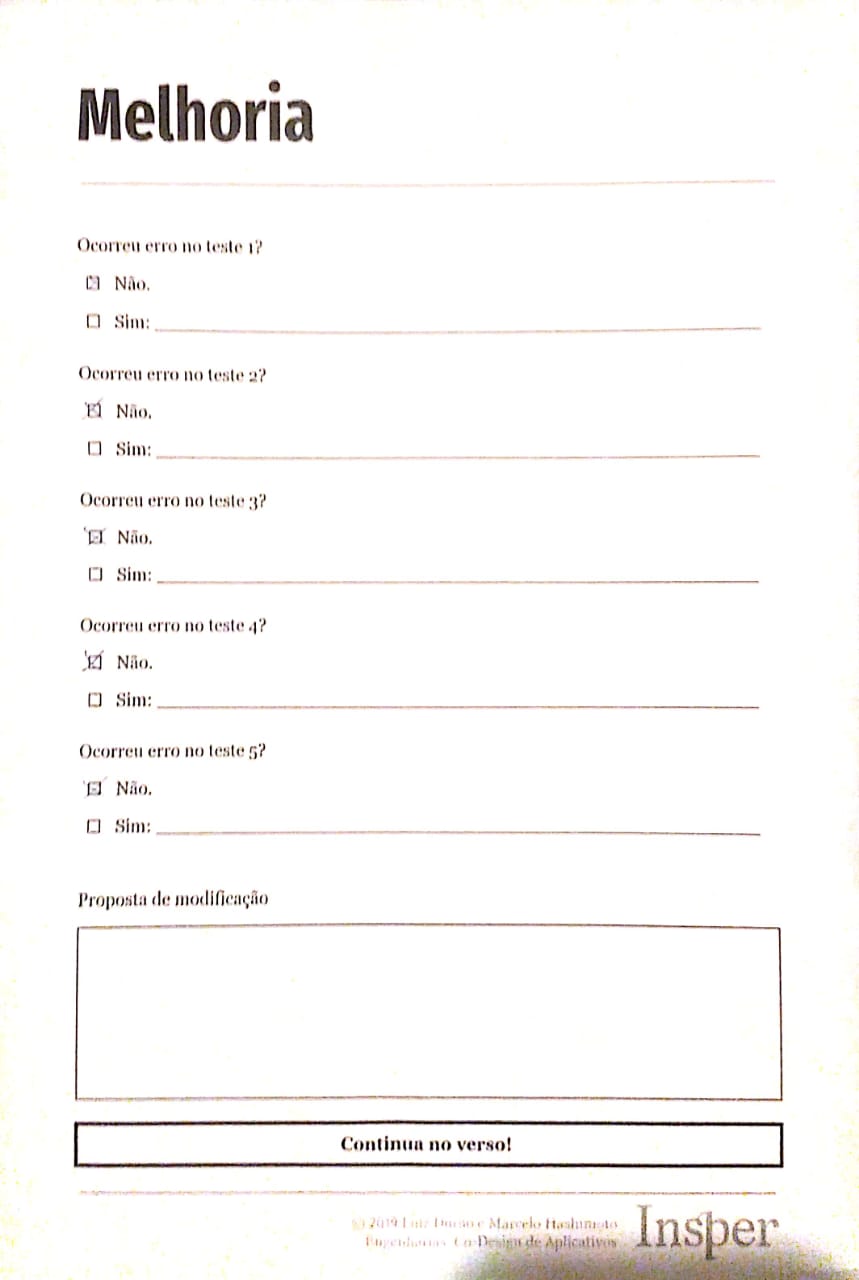 Melhoria
Ocorreu erro no teste 1?
Não.
Sim:
Ocorreu erro no teste 2?
Não.
Sim:
Ocorreu erro no teste 3?
Não.
Sim:
Ocorreu erro no teste 4?
Não.
Sim:
Ocorreu erro no teste 5?
Não.
Sim:
Proposta de modificação
Continua no verso!
© 2019 Luiz Durão e Marcelo Hashimoto
Engenharias. Co-Design de Aplicativos
Insper